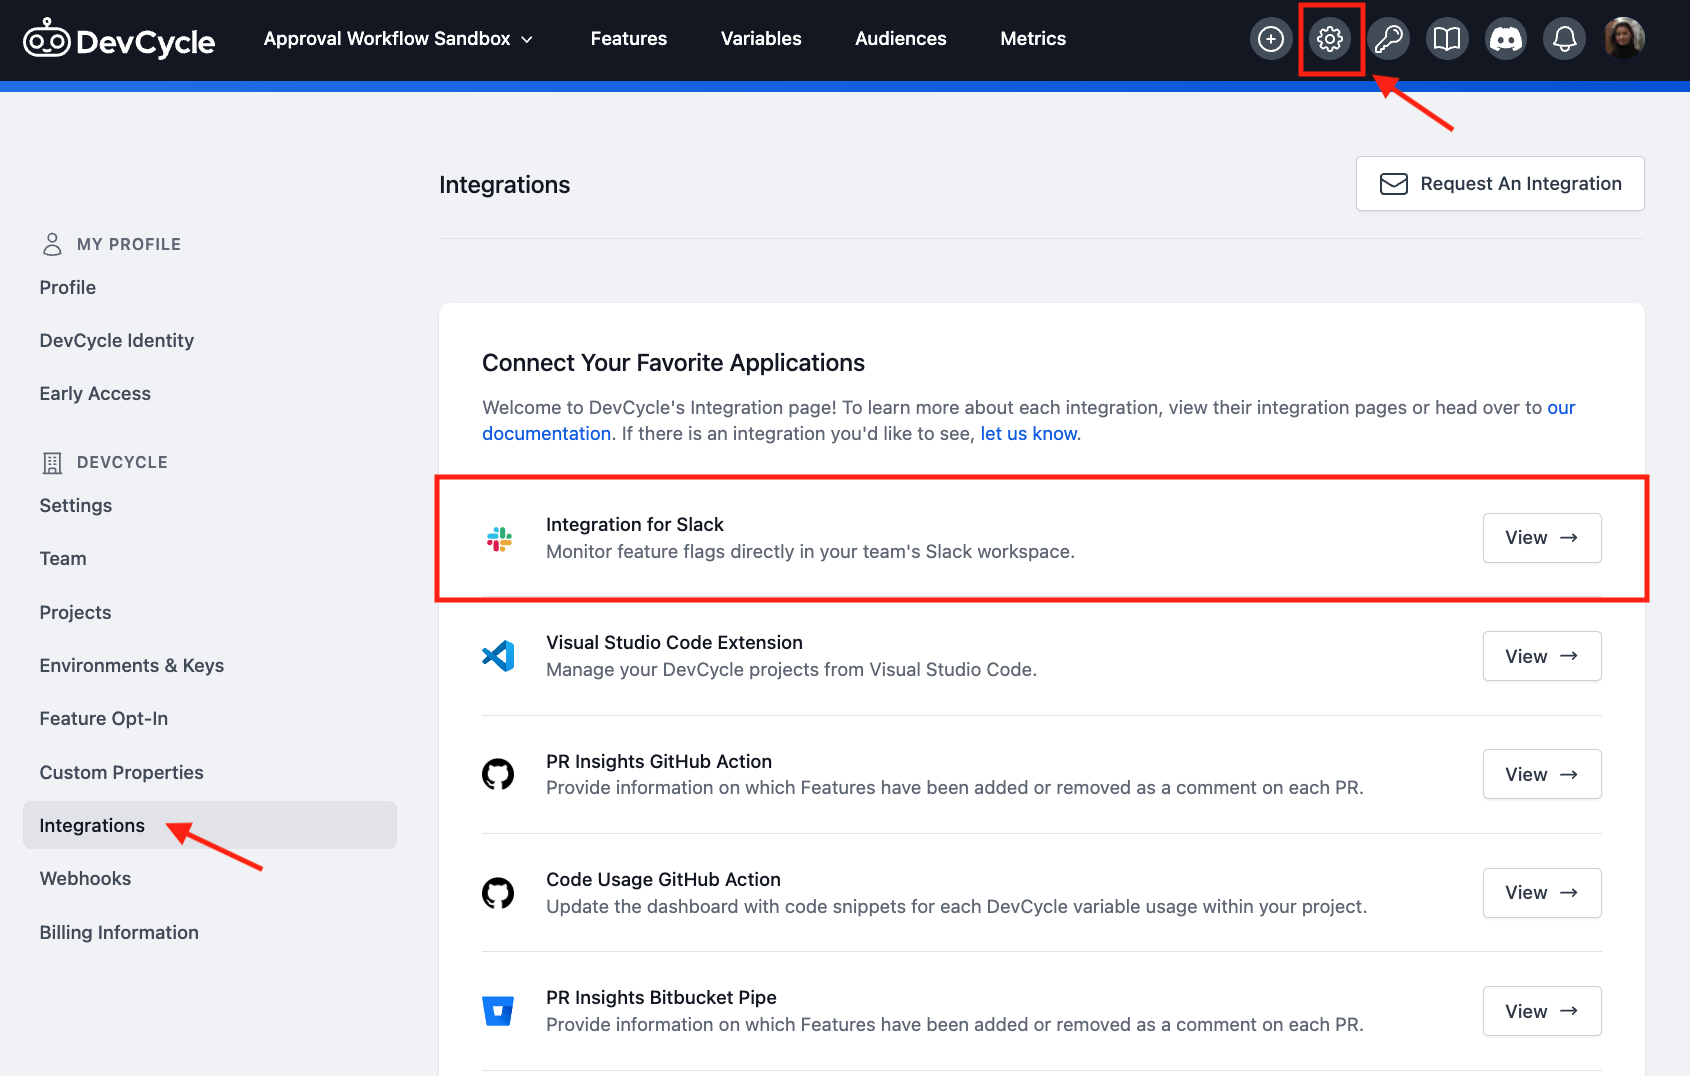 DevCycle
Approval Workflow Sandbox
Features
Variables
Audiences
Metrics
Integrations
Request An Integration
MY PROFILE
Profile
DevCycle Identity
Early Access
DEVCYCLE
Settings
Team
Projects
Environments & Keys
Feature Opt-In
Custom Properties
Integrations
Webhooks
Billing Information
Connect Your Favorite Applications
Welcome to DevCycle's Integration page! To learn more about each integration, view their integration pages or head over to our
documentation. If there is an integration you'd like to see, let us know.
Integration for Slack
Monitor feature flags directly in your team's Slack workspace.
View →
Visual Studio Code Extension
Manage your DevCycle projects from Visual Studio Code.
View →
PR Insights GitHub Action
Provide information on which Features have been added or removed as a comment on each PR.
View →
Code Usage GitHub Action
Update the dashboard with code snippets for each DevCycle variable usage within your project.
View →
PR Insights Bitbucket Pipe
Provide information on which Features have been added or removed as a comment on each PR.
View →